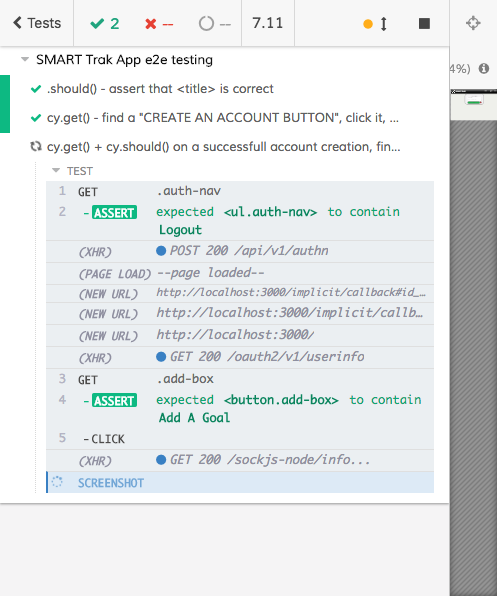 Tests 2 -- -- 7.11
4%)
SMART Trak App e2e testing
.should() - assert that <title> is correct
cy.get() - find a "CREATE AN ACCOUNT BUTTON", click it, ...
cy.get() + cy.should() on a successful account creation, fin...
TEST
1 GET .auth-nav
2 - ASSERT expected <ul.auth-nav> to contain
Logout
(XHR) POST 200 /api/v1/authn
(PAGE LOAD) --page loaded--
(NEW URL) http://localhost:3000/implicit/callback#id_...
(NEW URL) http://localhost:3000/implicit/callb...
(NEW URL) http://localhost:3000/
(XHR) GET 200 /oauth2/v1/userinfo
3 GET .add-box
4 - ASSERT expected <button.add-box> to contain
Add A Goal
5 - CLICK
(XHR) GET 200 /sockjs-node/info...
SCREENSHOT